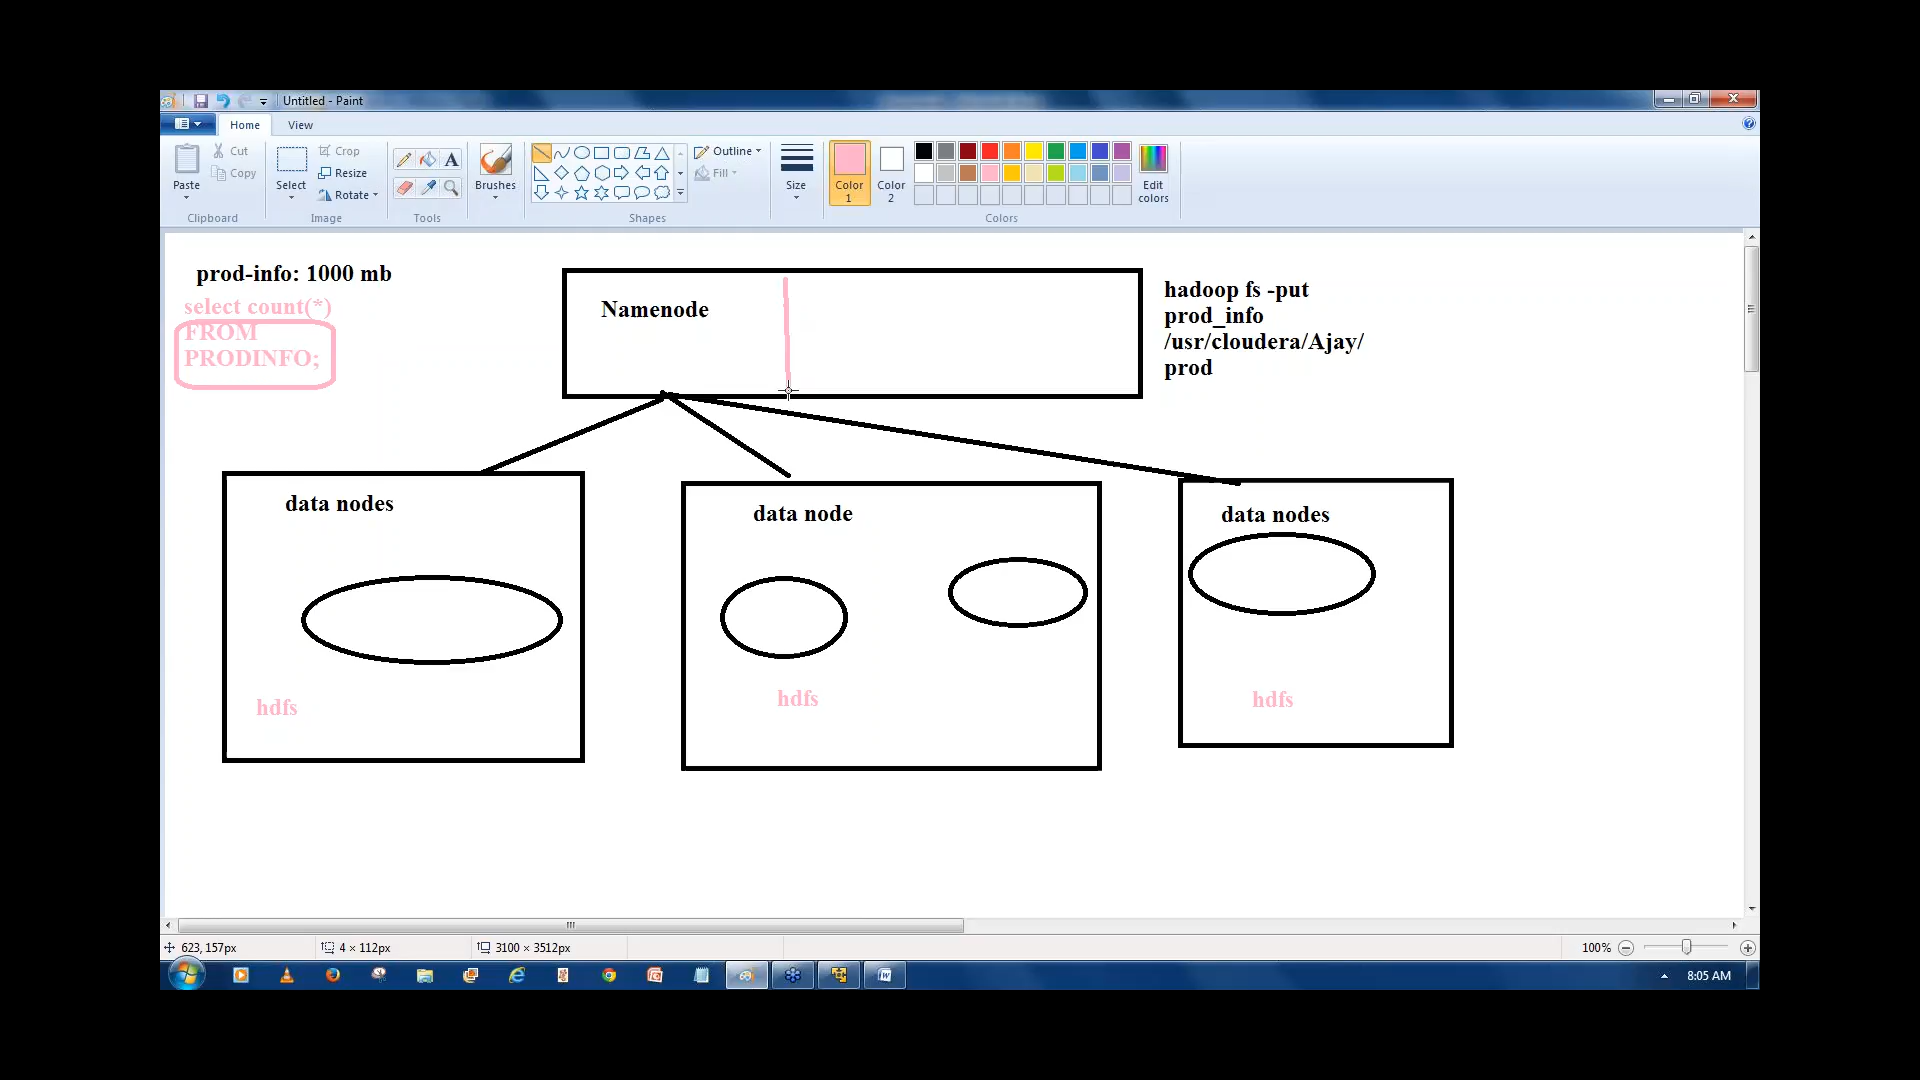 Untitled - Paint
Home
View
Paste
Cut
Copy
Clipboard
Select
Crop
Resize
Rotate
Image
Tools
Brushes
Shapes
Outline
Fill
Size
Color 1
Color 2
Edit colors
Colors
prod-info: 1000 mb
select count(*)
FROM
PRODINFO;
Namenode
hadoop fs -put
prod_info
/usr/cloudera/Ajay/
prod
data nodes
data node
data nodes
hdfs
hdfs
hdfs
623, 157px
4 × 112px
3100 × 3512px
100%
8:05 AM